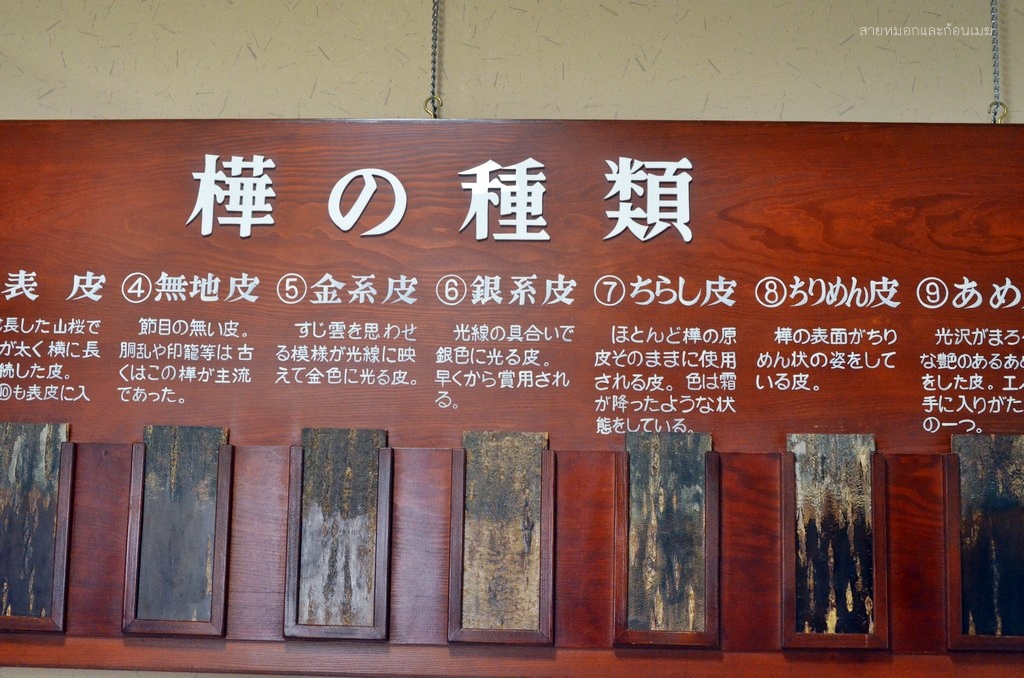 สายหมอกและก้อนเมฆ
樺の種類
表皮
長した山桜で
が太く横に長
続した皮。
⑩も表皮に入
④無地皮
節目の無い皮。
胴乱や印籠等は古
くはこの樺が主流
であった。
⑤金系皮
すじ雲を思わせ
る模様が光線に映
えて金色に光る皮。
⑥銀系皮
光線の具合いで
銀色に光る皮。
早くから賞用され
る。
⑦ちらし皮
ほとんど樺の原
皮そのままに使用
される皮。色は霜
が降ったような状
態をしている。
⑧ちりめん皮
樺の表面がちり
めん状の姿をして
いる皮。
⑨あめ
光沢がまろ
な艶のあるあめ
をした皮。工人
手に入りがた
の一つ。